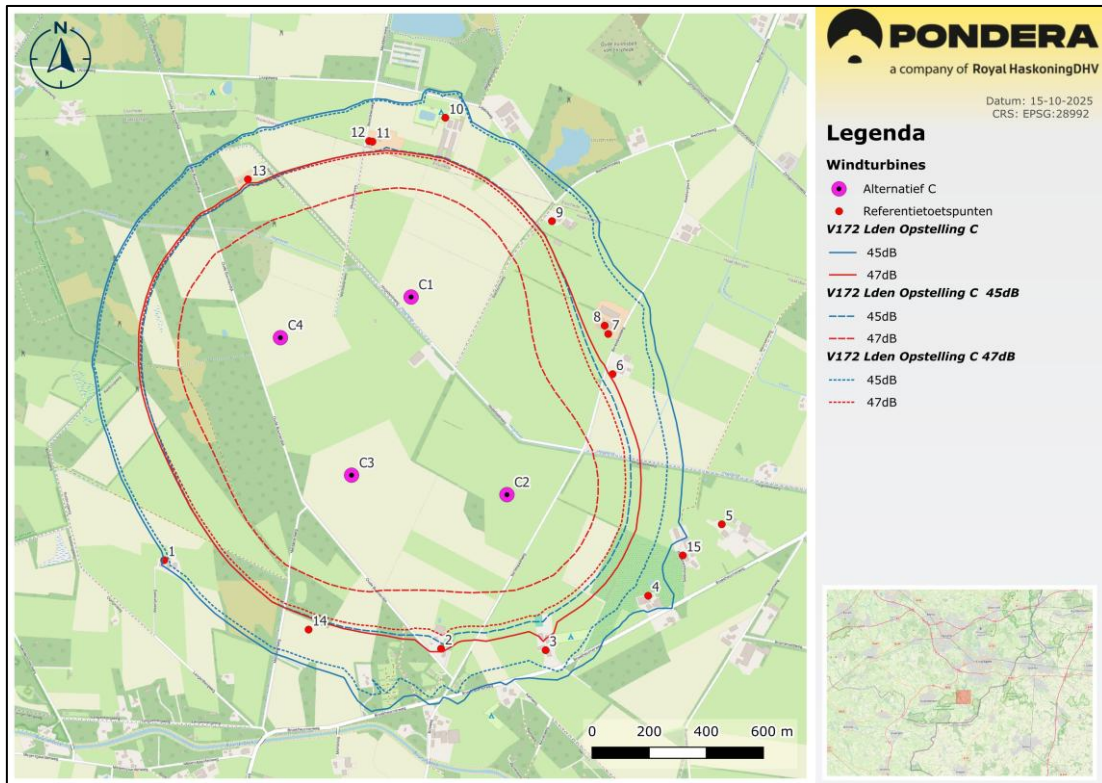 N
10
12 11
13
9
C1
8
7
C4
6
C3
C2
5
1
15
4
14
2
3
0 200 400 600 m
PONDERA
a company of Royal HaskoningDHV
Datum: 15-10-2025
CRS: EPSG:28992
Legenda
Windturbines
Alternatief C
Referentietoetspunten
V172 Lden Opstelling C
45dB
47dB
V172 Lden Opstelling C 45dB
45dB
47dB
V172 Lden Opstelling C 47dB
45dB
47dB